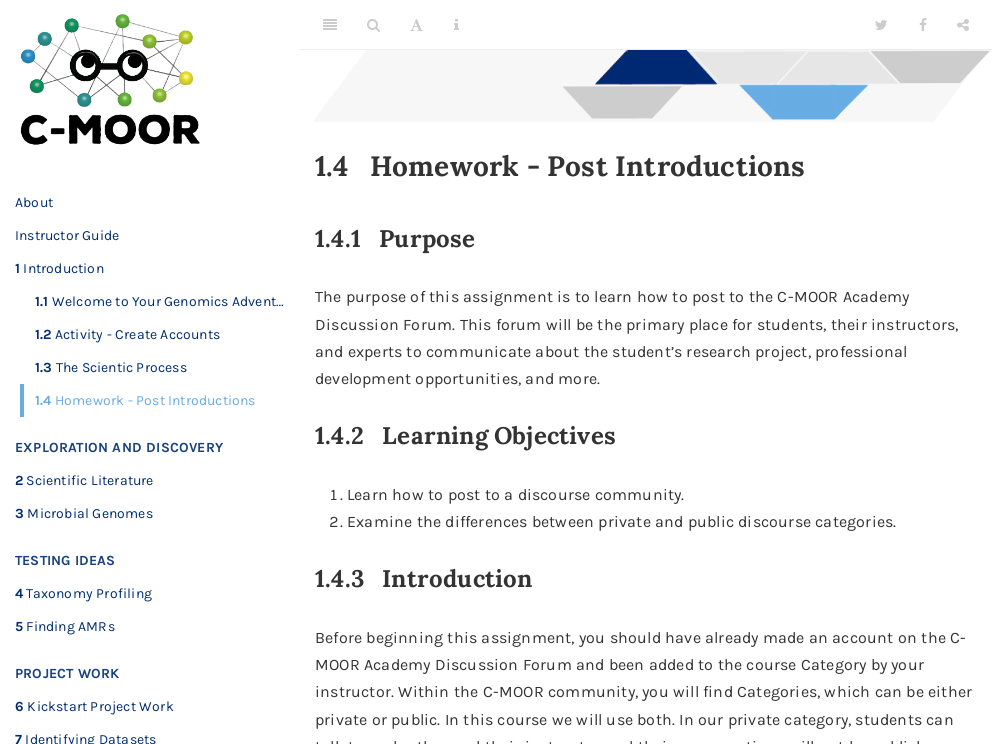 C-MOOR
About
Instructor Guide
1 Introduction
1.1 Welcome to Your Genomics Advent…
1.2 Activity - Create Accounts
1.3 The Scientic Process
1.4 Homework - Post Introductions
EXPLORATION AND DISCOVERY
2 Scientific Literature
3 Microbial Genomes
TESTING IDEAS
4 Taxonomy Profiling
5 Finding AMRs
PROJECT WORK
6 Kickstart Project Work
7 Identifying Datasets
A
1.4 Homework - Post Introductions
1.4.1 Purpose
The purpose of this assignment is to learn how to post to the C-MOOR Academy
Discussion Forum. This forum will be the primary place for students, their instructors,
and experts to communicate about the student's research project, professional
development opportunities, and more.
1.4.2 Learning Objectives
1. Learn how to post to a discourse community.
2. Examine the differences between private and public discourse categories.
1.4.3 Introduction
Before beginning this assignment, you should have already made an account on the C-
MOOR Academy Discussion Forum and been added to the course Category by your
instructor. Within the C-MOOR community, you will find Categories, which can be either
private or public. In this course we will use both. In our private category, students can